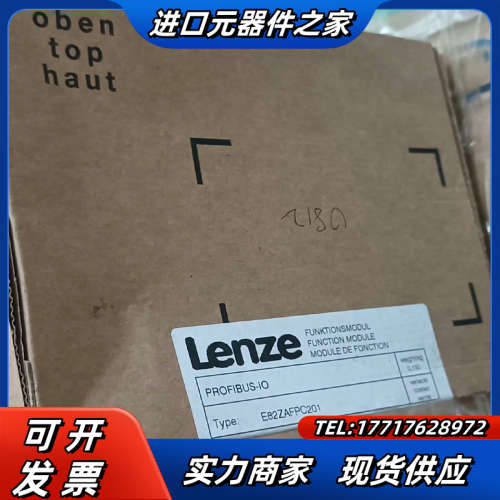 进口元器件之家
oben
top
haut
Lenze
FUNKTIONSMODUL
FUNCTION MODULE
MODULE DE FONCTION
PROFIBUS-IO
Type: E82ZAFPC201
可开
发票
TEL:17717628972
实力商家 现货供应